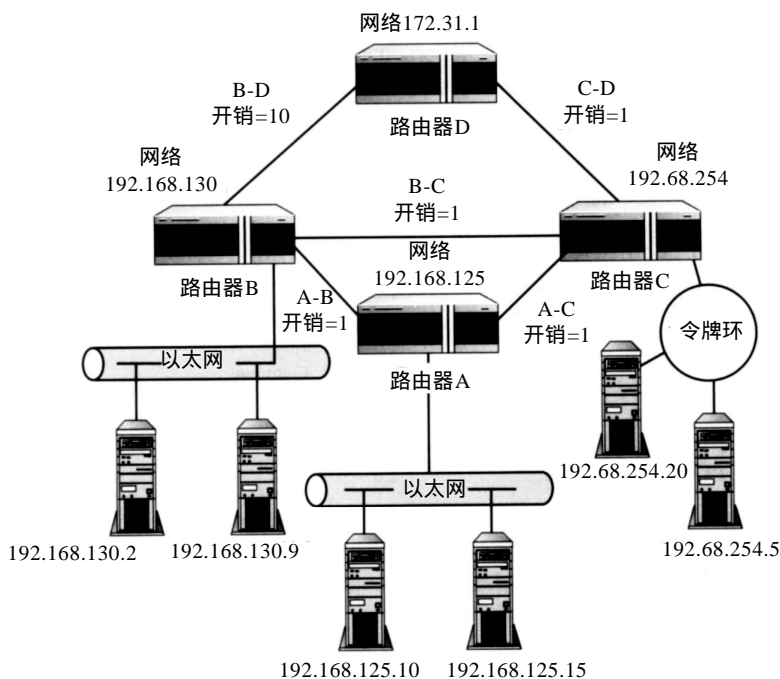 网络172.31.1
B-D
开销=10
C-D
开销=1
路由器D
网络
192.168.130
网络
192.68.254
B-C
开销=1
网络
192.168.125
路由器B
路由器C
A-B
开销=1
A-C
开销=1
令牌环
以太网
路由器A
192.68.254.20
以太网
192.168.130.2
192.168.130.9
192.68.254.5
192.168.125.10
192.168.125.15